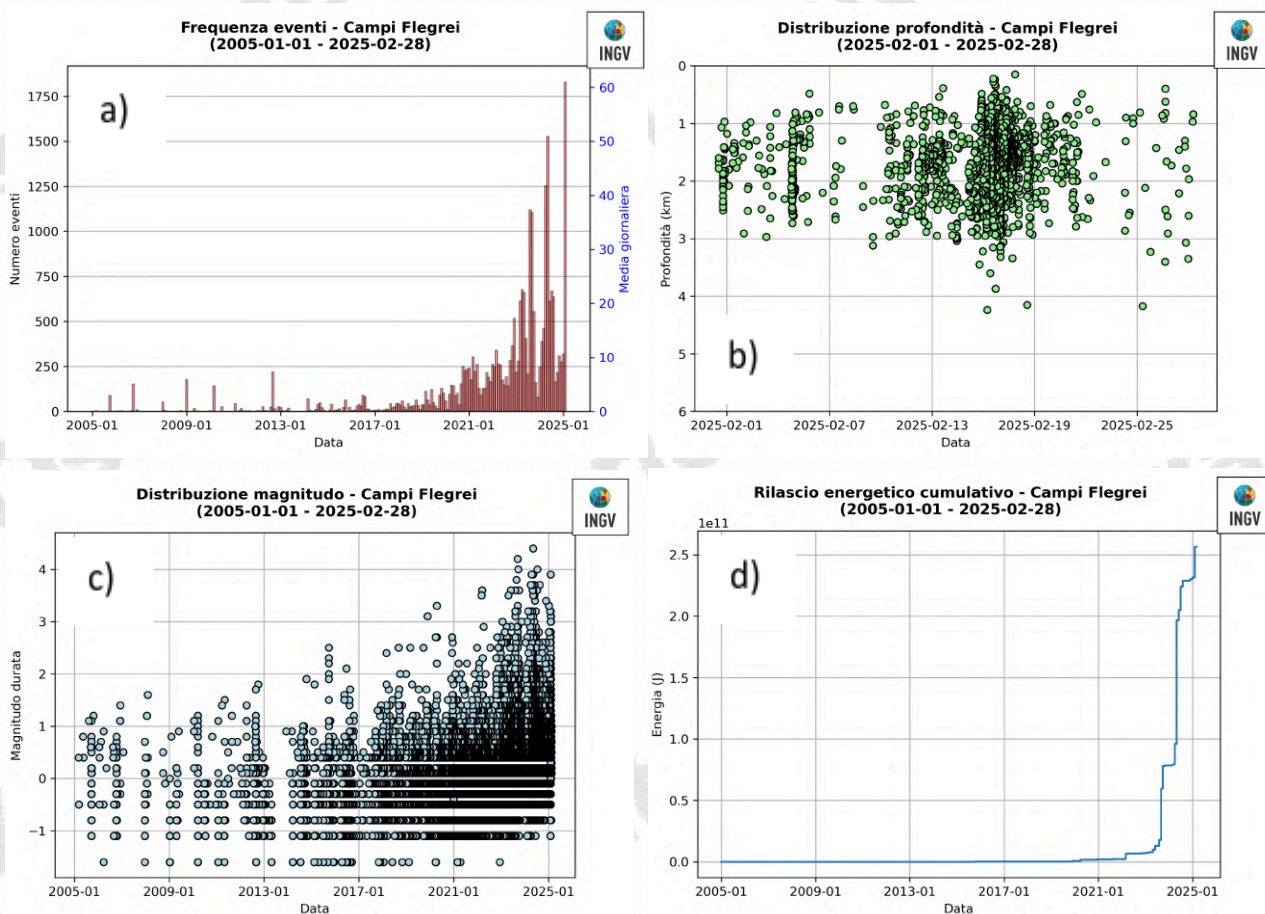 Frequenza eventi - Campi Flegrei
(2005-01-01 - 2025-02-28)
INGV
a)
Numero eventi
1750
1500
1250
1000
750
500
250
0
60
50
40
30
20
10
0
Media giornaliera
2005-01 2009-01 2013-01 2017-01 2021-01 2025-01
Data
Distribuzione profondità - Campi Flegrei
(2025-02-01 - 2025-02-28)
INGV
b)
Profondità (km)
0
1
2
3
4
5
6
2025-02-01 2025-02-07 2025-02-13 2025-02-19 2025-02-25
Data
Distribuzione magnitudo - Campi Flegrei
(2005-01-01 - 2025-02-28)
INGV
c)
Magnitudo durata
4
3
2
1
0
−1
2005-01 2009-01 2013-01 2017-01 2021-01 2025-01
Data
Rilascio energetico cumulativo - Campi Flegrei
(2005-01-01 - 2025-02-28)
INGV
1e11
d)
Energia (J)
2.5
2.0
1.5
1.0
0.5
0.0
2005-01 2009-01 2013-01 2017-01 2021-01 2025-01
Data